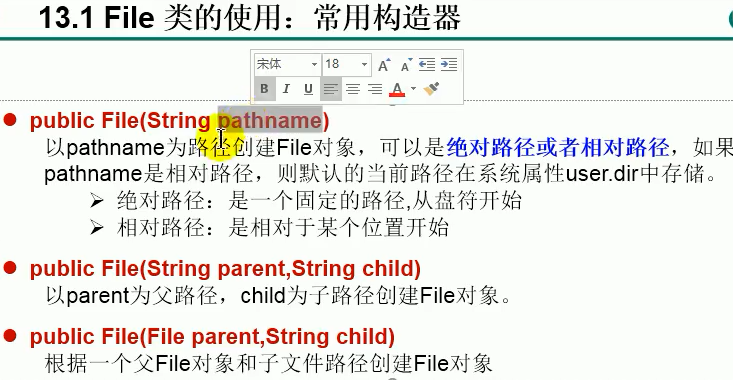 13.1 File 类的使用：常用构造器
宋体 18 A A
B I U A
public File(String pathname)
以pathname为路径创建File对象，可以是绝对路径或者相对路径，如果
pathname是相对路径，则默认的当前路径在系统属性user.dir中存储。
绝对路径：是一个固定的路径,从盘符开始
相对路径：是相对于某个位置开始
public File(String parent,String child)
以parent为父路径，child为子路径创建File对象。
public File(File parent,String child)
根据一个父File对象和子文件路径创建File对象